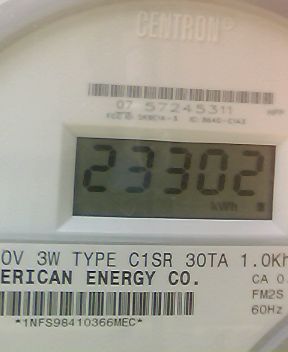 CENTRON®
07 57245311
23302
kWh
0V 3W TYPE C1SR 30TA 1.0Kh
ERICAN ENERGY CO.
CA 0.
FM2S
60Hz
*1NFS98410366MEC*